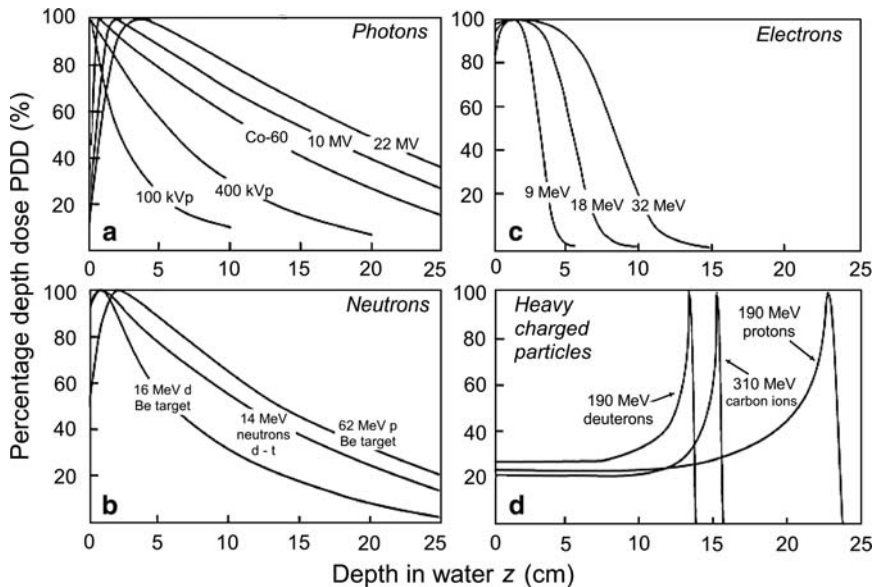 Percentage depth dose PDD (%)
100
80
60
40
20
0
5
10
15
20
25
Photons
Co-60
10 MV
22 MV
400 kVp
100 kVp
a
100
80
60
40
20
5
10
15
20
25
Electrons
9 MeV
18 MeV
32 MeV
c
100
80
60
40
20
0
5
10
15
20
25
Neutrons
16 MeV d
Be target
14 MeV
neutrons
d - t
62 MeV p
Be target
b
100
80
60
40
20
0
5
10
15
20
25
Heavy
charged
particles
190 MeV
protons
190 MeV
deuterons
310 MeV
carbon ions
d
Depth in water z (cm)